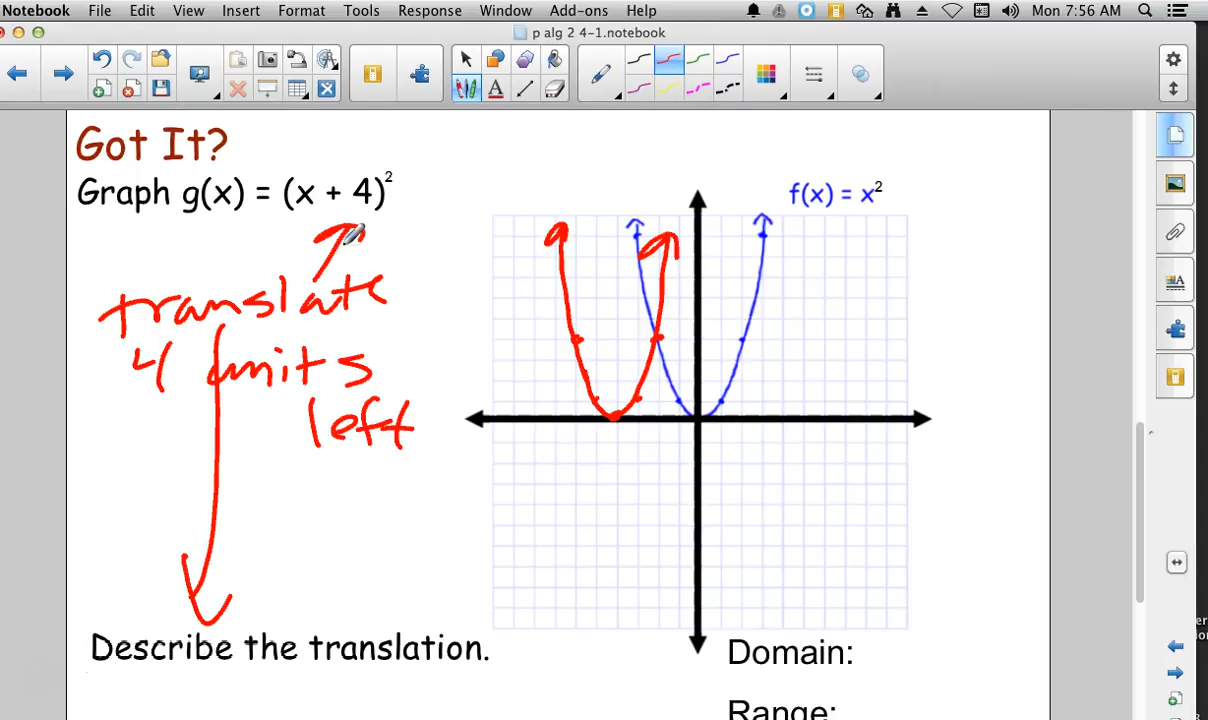 Notebook File Edit View Insert Format Tools Response Window Add-ons Help Mon 7:56 AM
p alg 2 4-1.notebook
Got It?
Graph g(x) = (x + 4)²
f(x) = x²
translate
4 units
left
Describe the translation.
Domain:
Range: